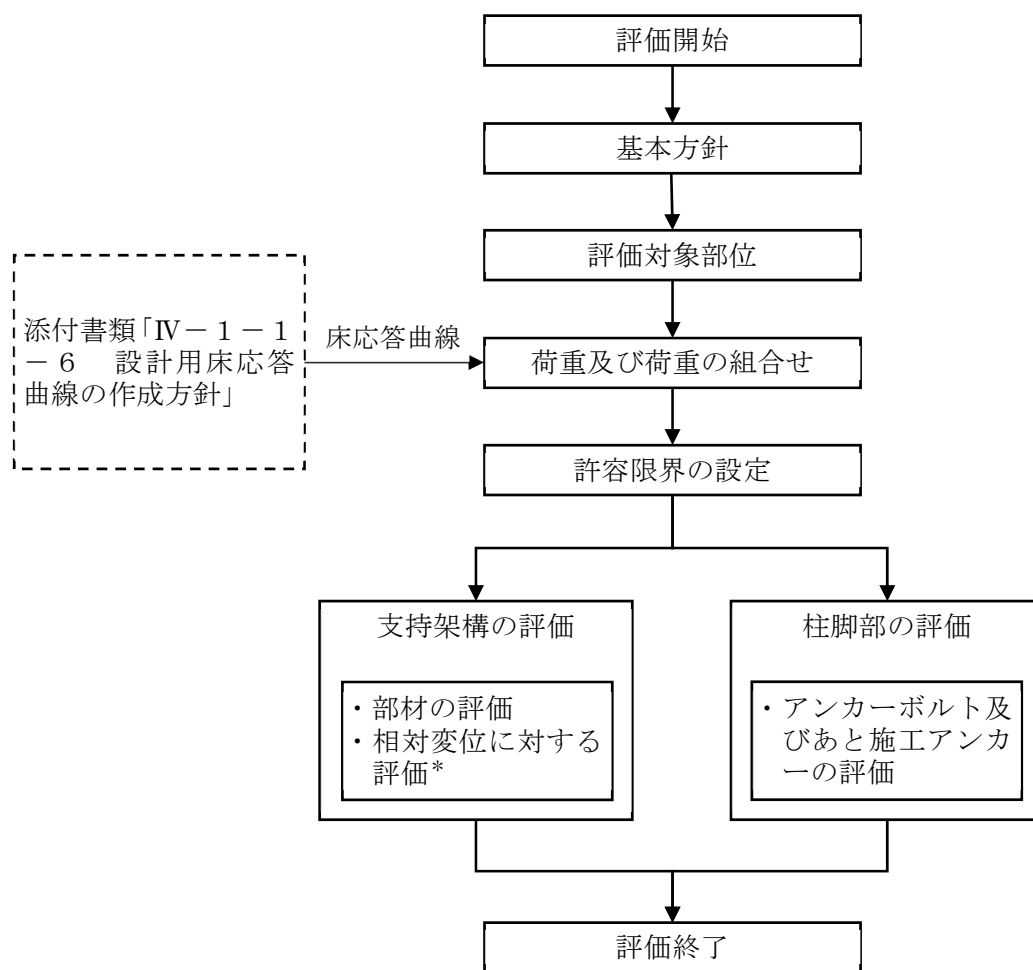 評価開始
基本方針
評価対象部位
添付書類「Ⅳ－１－１
－６　設計用床応答
曲線の作成方針」
床応答曲線
荷重及び荷重の組合せ
許容限界の設定
支持架構の評価
・部材の評価
・相対変位に対する
評価*
柱脚部の評価
・アンカーボルト及
びあと施工アンカ
ーの評価
評価終了